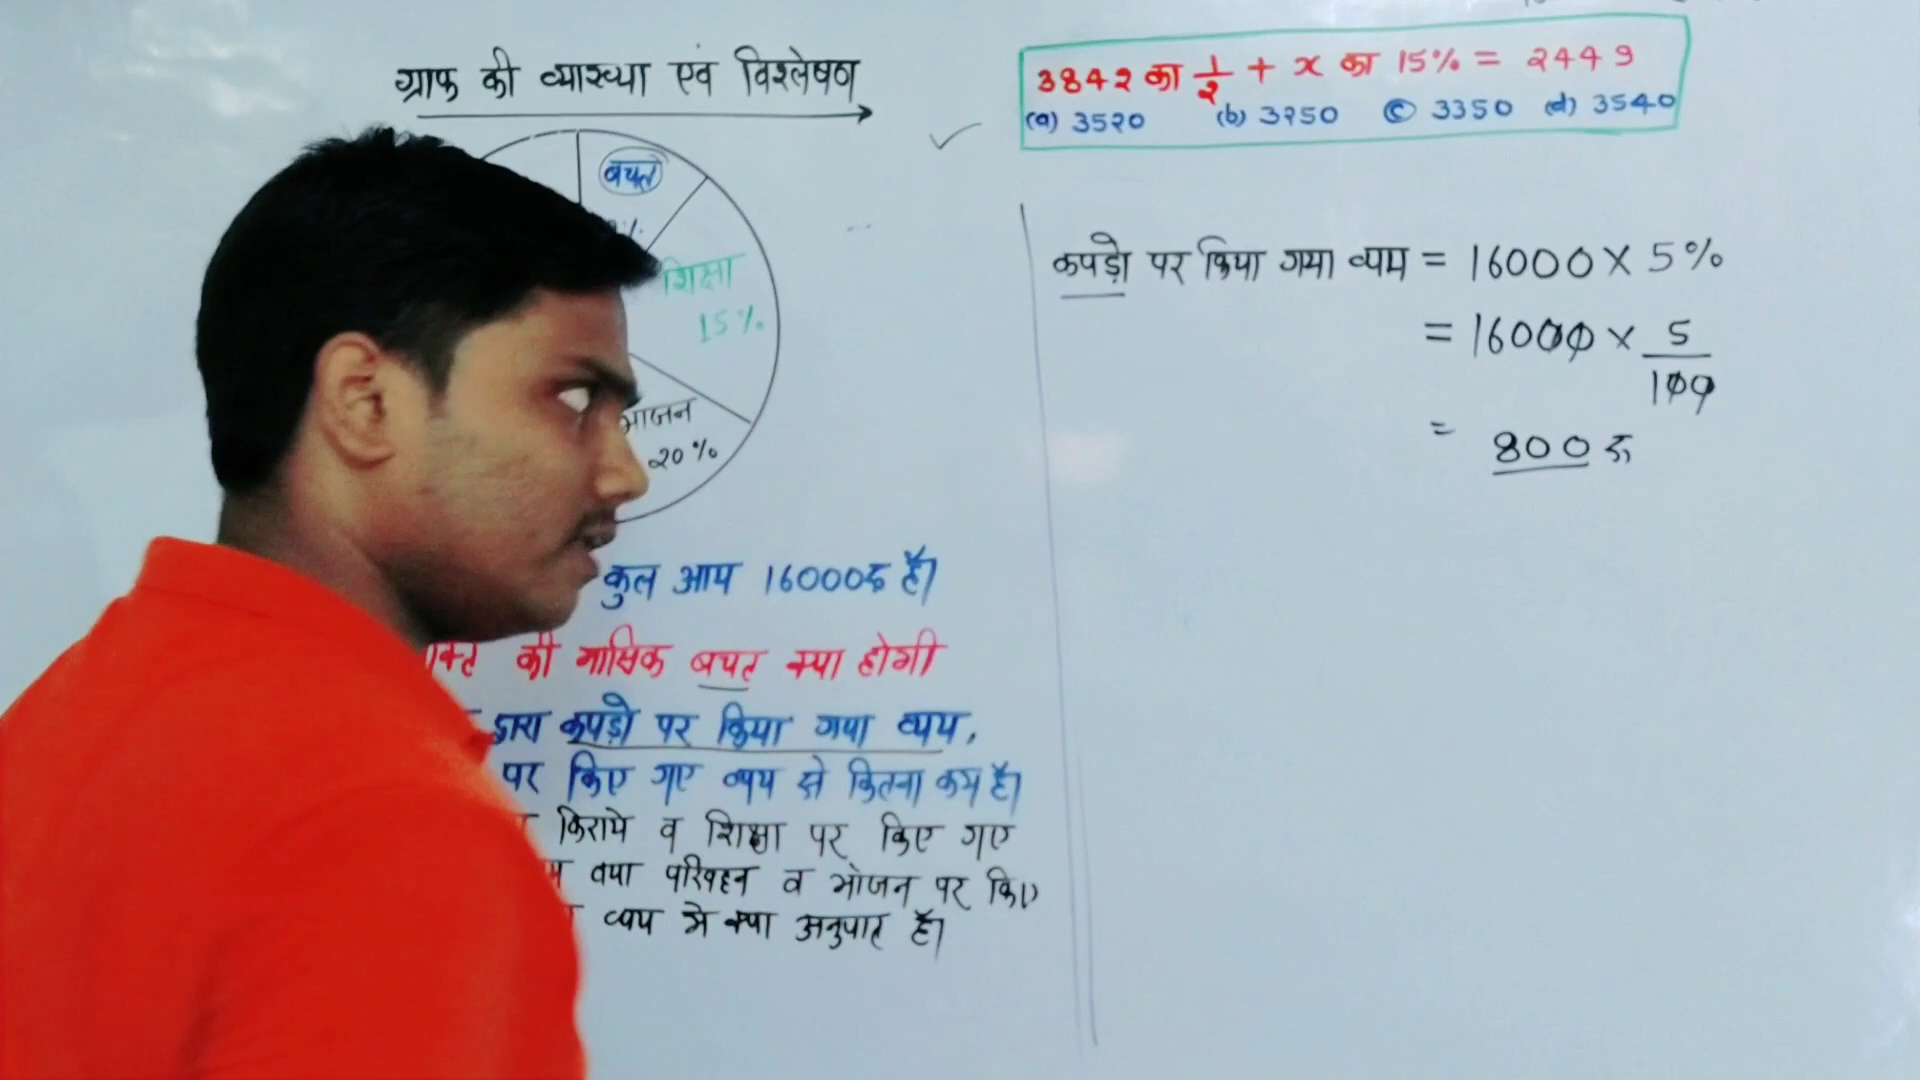 ग्राफ की व्याख्या एवं विश्लेषण
3842 का 1/2 + x का 15% = 2449
(a) 3520 (b) 3250 (c) 3350 (d) 3540
बचत
शिक्षा
15%
भोजन
20%
कुल आय 16000रु है।
की मासिक बचत क्या होगी
द्वारा कपड़ो पर किया गया व्यय,
पर किए गए व्यय से कितना कम है।
किराये व शिक्षा पर किए गए
तथा परिवहन व भोजन पर किए
व्यय मे क्या अनुपात है।
कपड़ो पर किया गया व्यय = 16000 X 5%
= 16000 x 5/100
= 800 रु